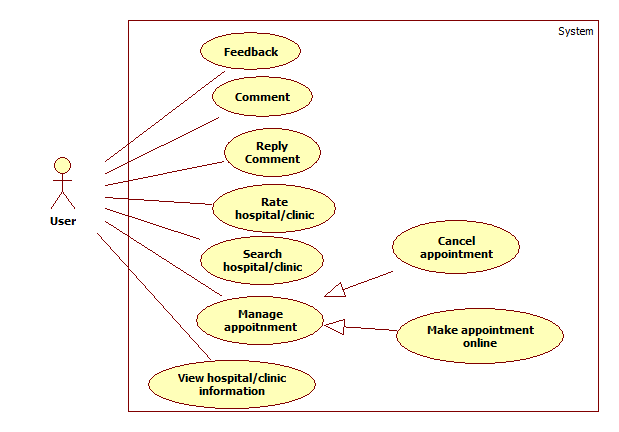 System
Feedback
Comment
Reply
Comment
User
Rate
hospital/clinic
Search
hospital/clinic
Cancel
appointment
Manage
appoitnment
Make appointment
online
View hospital/clinic
information